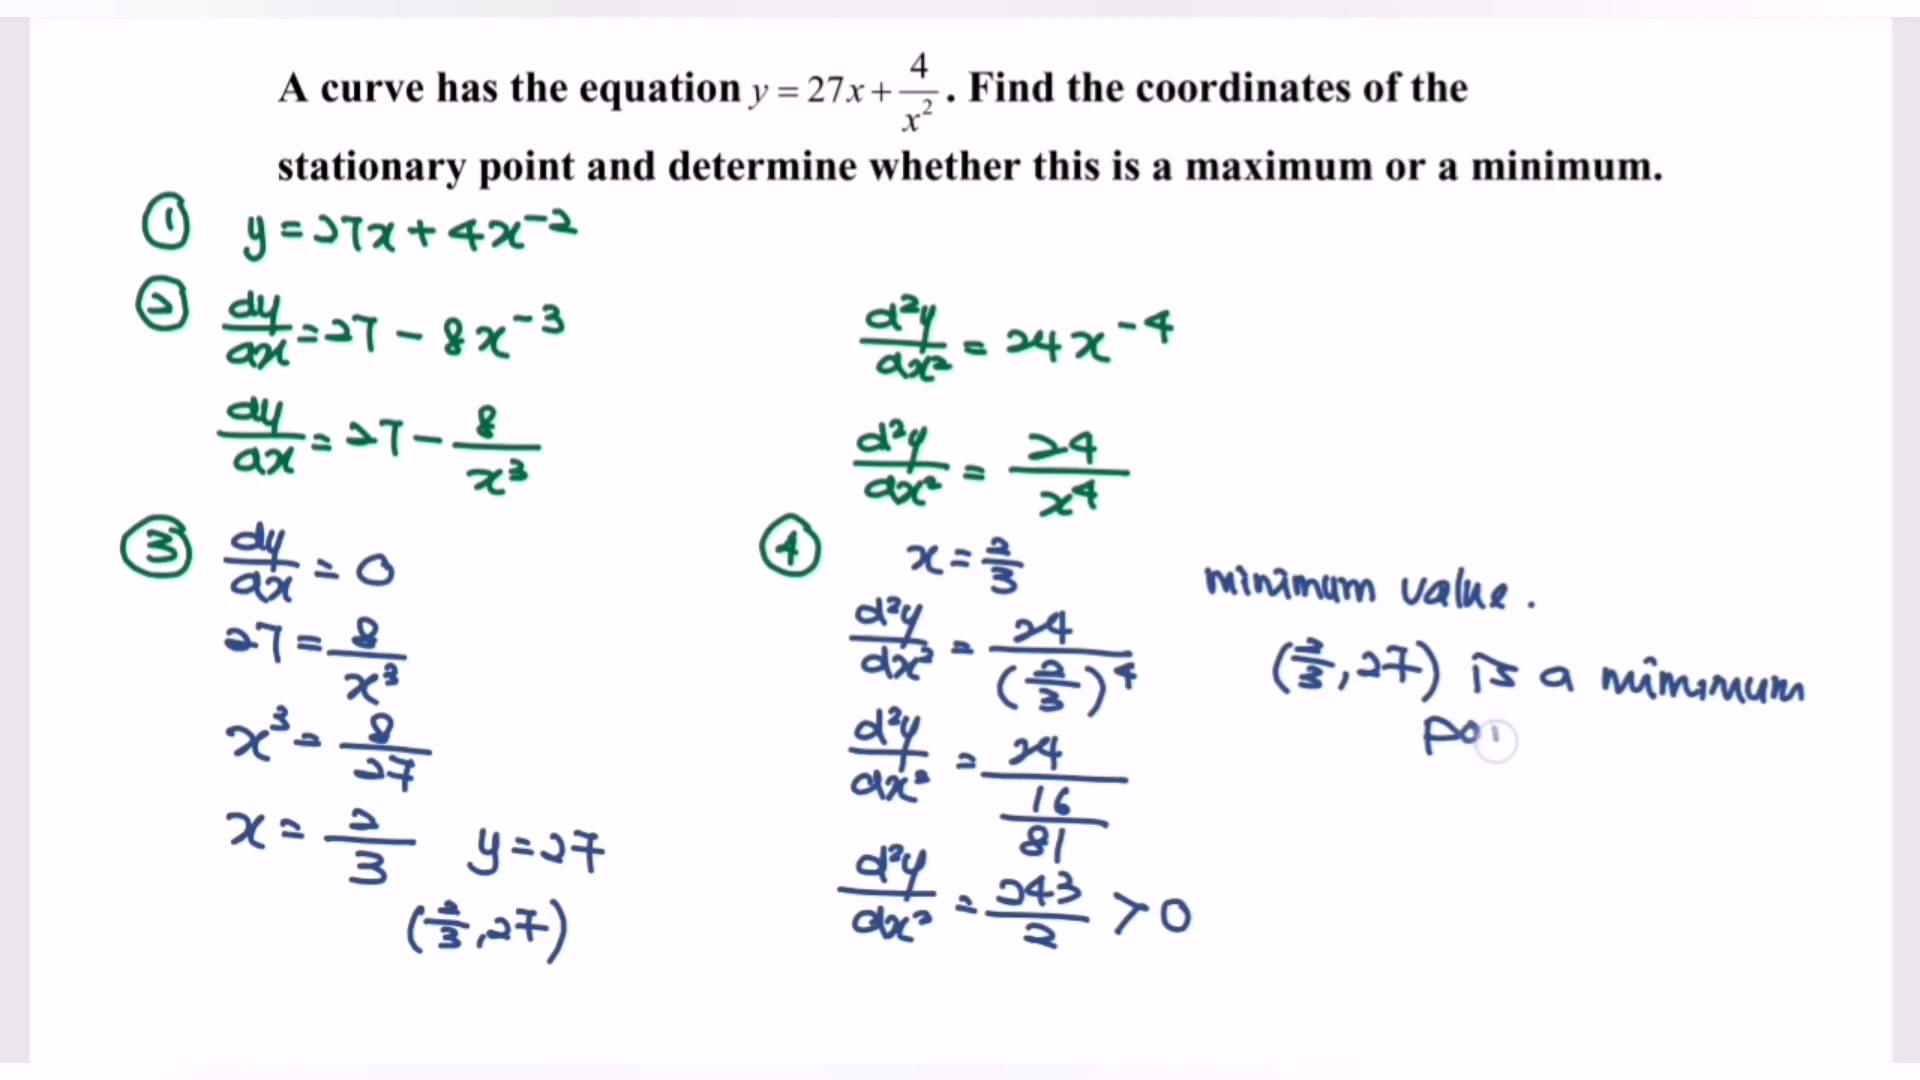 A curve has the equation y = 27x + 4/x². Find the coordinates of the
stationary point and determine whether this is a maximum or a minimum.
① y = 27x + 4x⁻²
② dy/dx = 27 - 8x⁻³
dy/dx = 27 - 8/x³
③ dy/dx = 0
27 = 8/x³
x³ = 8/27
x = 2/3 y = 27
(2/3, 27)
d²y/dx² = 24x⁻⁴
d²y/dx² = 24/x⁴
④ x = 2/3
d²y/dx² = 24/(2/3)⁴
d²y/dx² = 24/(16/81)
d²y/dx² = 243/2 > 0
minimum value.
(2/3, 27) is a minimum
poi